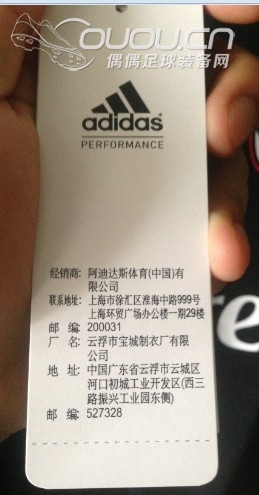 ouou.cn
偶偶足球装备网
adidas
PERFORMANCE
经销商: 阿迪达斯体育(中国)有
限公司
联系地址: 上海市徐汇区淮海中路999号
上海环贸广场办公楼一期29楼
邮 编: 200031
厂 名: 云浮市宝城制衣厂有限
公司
地 址: 中国广东省云浮市云城区
河口初城工业开发区(西三
路振兴工业园东侧)
邮 编: 527328
re